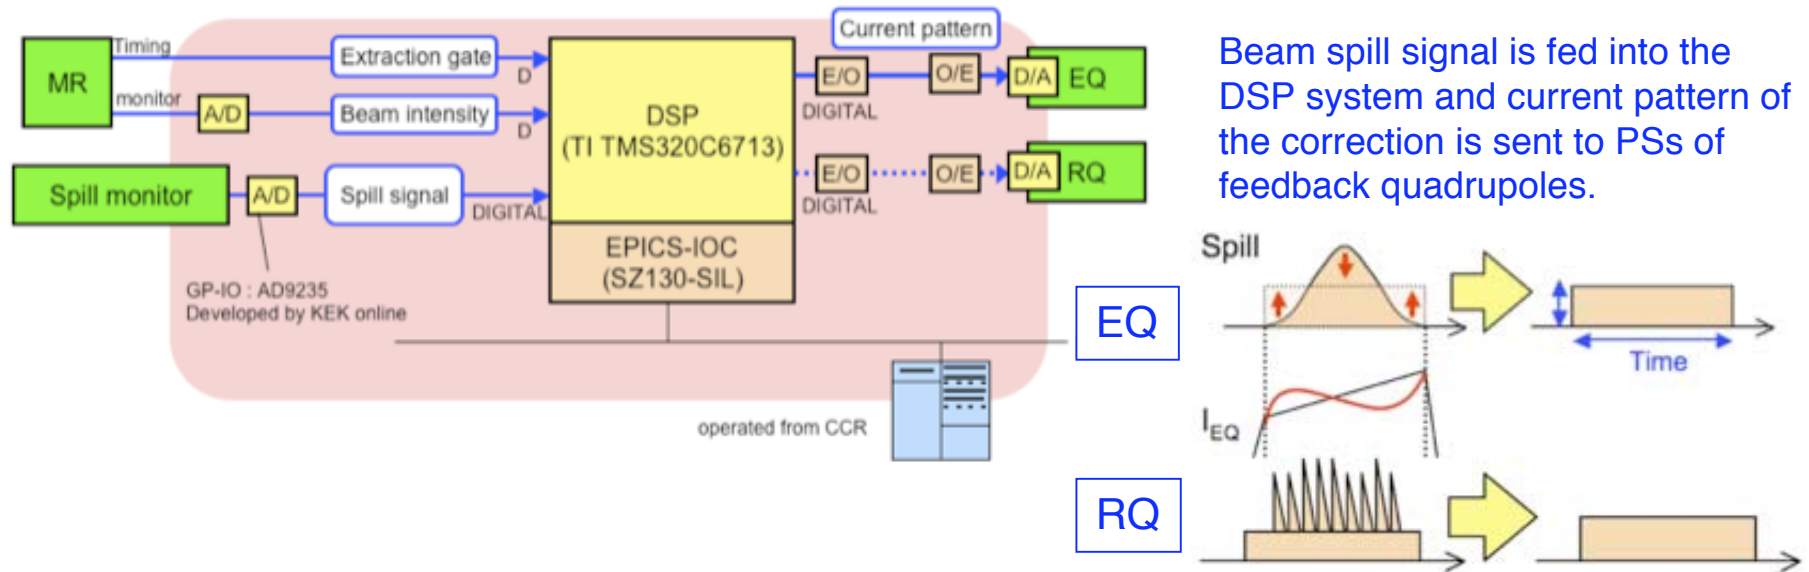 Current pattern
Timing
Extraction gate
D
MR
monitor
A/D
Beam intensity
D
DSP
(TI TMS320C6713)
E/O
O/E
D/A
EQ
DIGITAL
Spill monitor
A/D
Spill signal
DIGITAL
E/O
O/E
D/A
RQ
DIGITAL
EPICS-IOC
(SZ130-SIL)
GP-IO : AD9235
Developed by KEK online
operated from CCR
Beam spill signal is fed into the
DSP system and current pattern of
the correction is sent to PSs of
feedback quadrupoles.
EQ
Spill
Time
IEQ
RQ